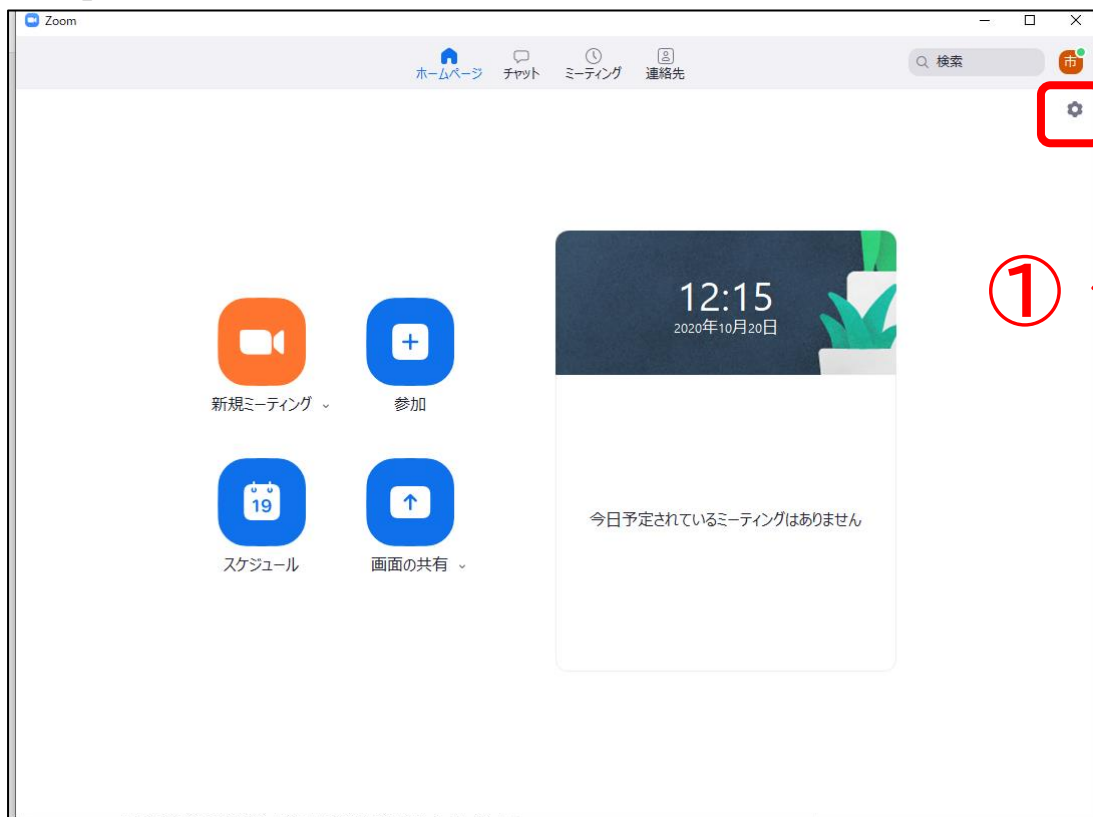 Zoom
ホームページ チャット ミーティング 連絡先
検索
市
①
12:15
2020年10月20日
新規ミーティング 参加
19
スケジュール 画面の共有
今日予定されているミーティングはありません